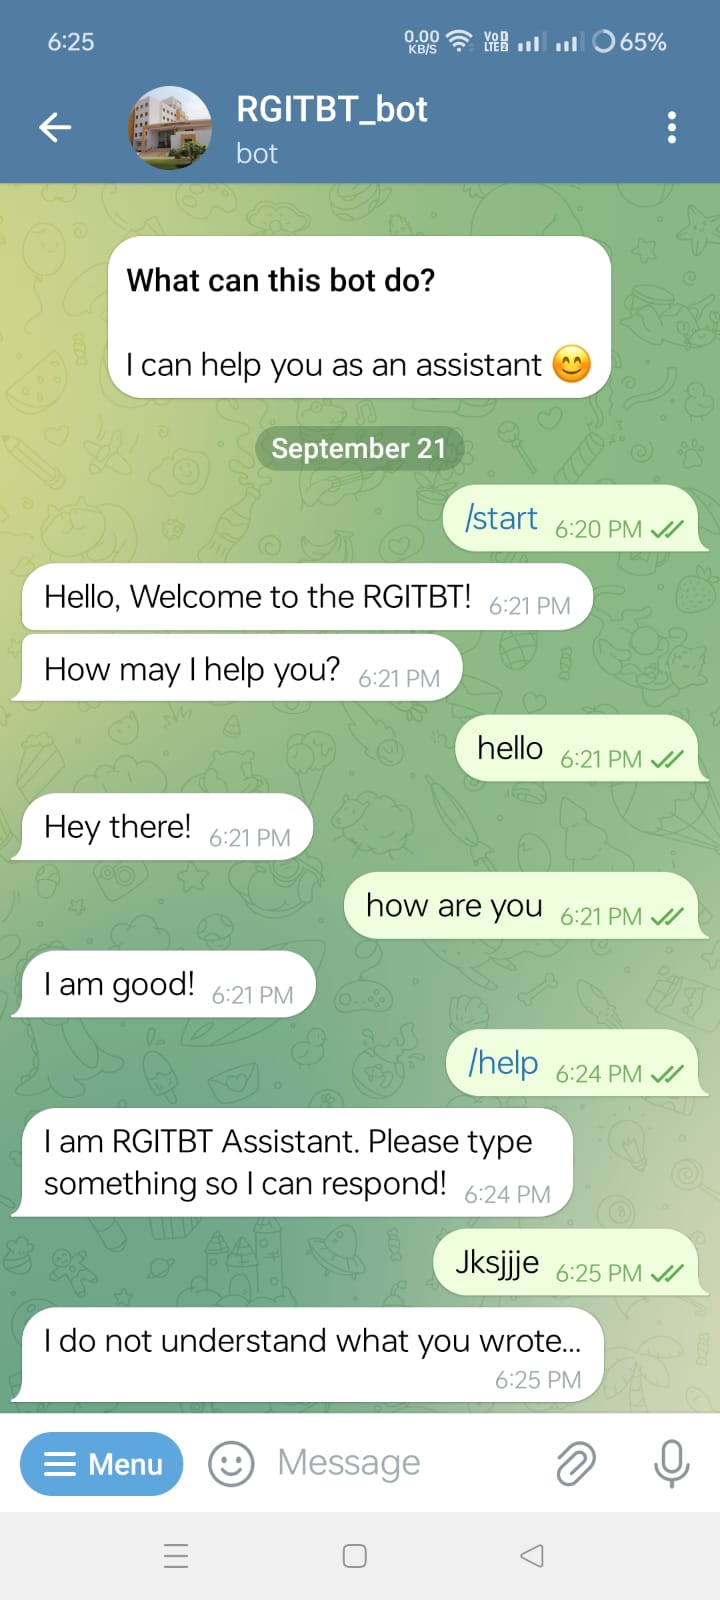 6:25
0.00 KB/S VoD LTE2 65%
RGITBT_bot
bot
What can this bot do?
I can help you as an assistant 😊
September 21
/start 6:20 PM
Hello, Welcome to the RGITBT! 6:21 PM
How may I help you? 6:21 PM
hello 6:21 PM
Hey there! 6:21 PM
how are you 6:21 PM
I am good! 6:21 PM
/help 6:24 PM
I am RGITBT Assistant. Please type
something so I can respond! 6:24 PM
Jksjjje 6:25 PM
I do not understand what you wrote...
6:25 PM
Menu
Message